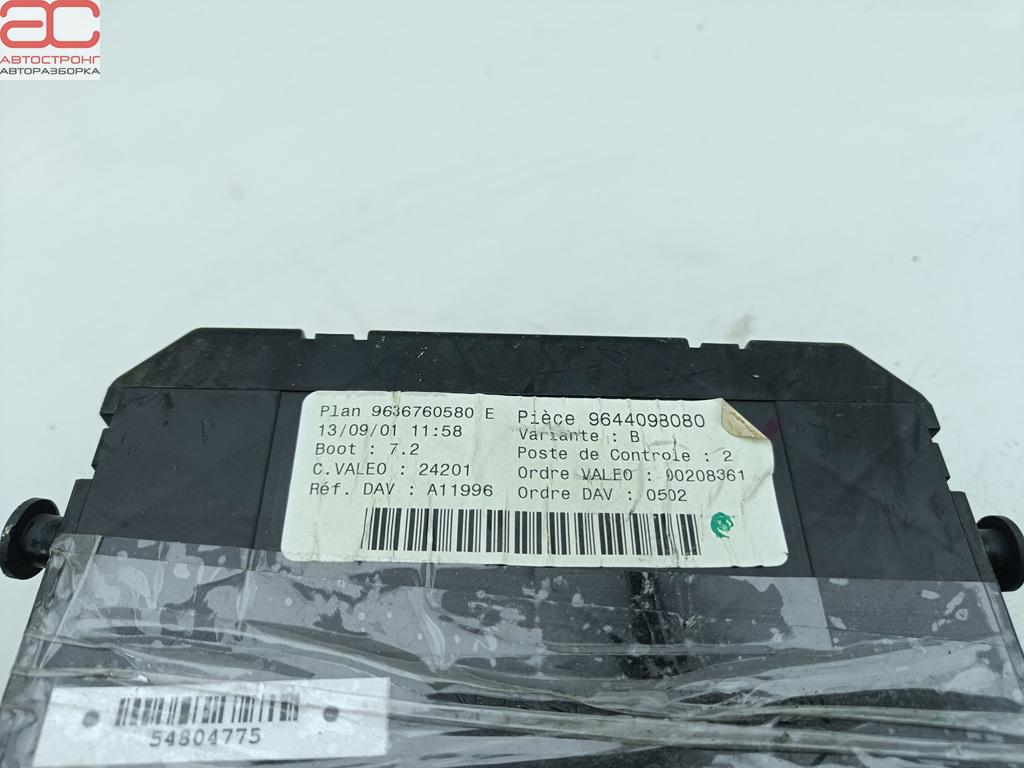 АС
АВТОСТРОНГ
АВТОРАЗБОРКА
Plan 9636760580 E Pièce 9644098080
13/09/01 11:58 Variante : B
Boot : 7.2 Poste de Controle : 2
C.VALEO : 24201 Ordre VALEO : 00208361
Réf. DAV : A11996 Ordre DAV : 0502
54804775